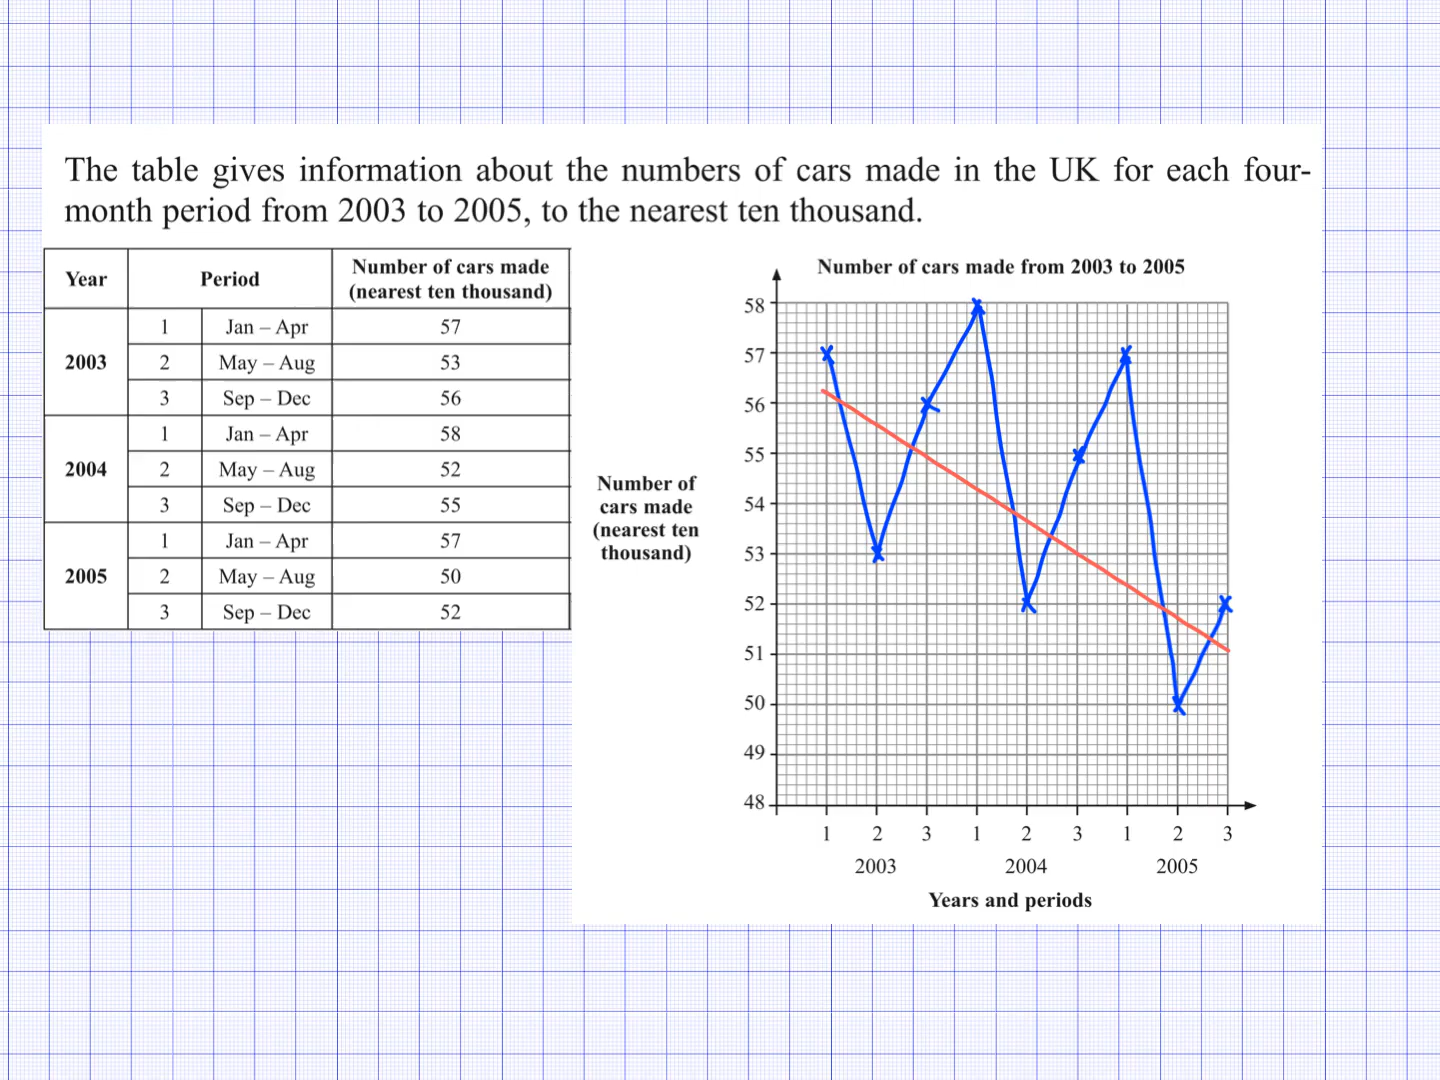 The table gives information about the numbers of cars made in the UK for each four-
month period from 2003 to 2005, to the nearest ten thousand.
Year Period Number of cars made
(nearest ten thousand)
2003
1 Jan – Apr 57
2 May – Aug 53
3 Sep – Dec 56
2004
1 Jan – Apr 58
2 May – Aug 52
3 Sep – Dec 55
2005
1 Jan – Apr 57
2 May – Aug 50
3 Sep – Dec 52
Number of cars made from 2003 to 2005
Number of
cars made
(nearest ten
thousand)
58
57
56
55
54
53
52
51
50
49
48
1 2 3 1 2 3 1 2 3
2003 2004 2005
Years and periods